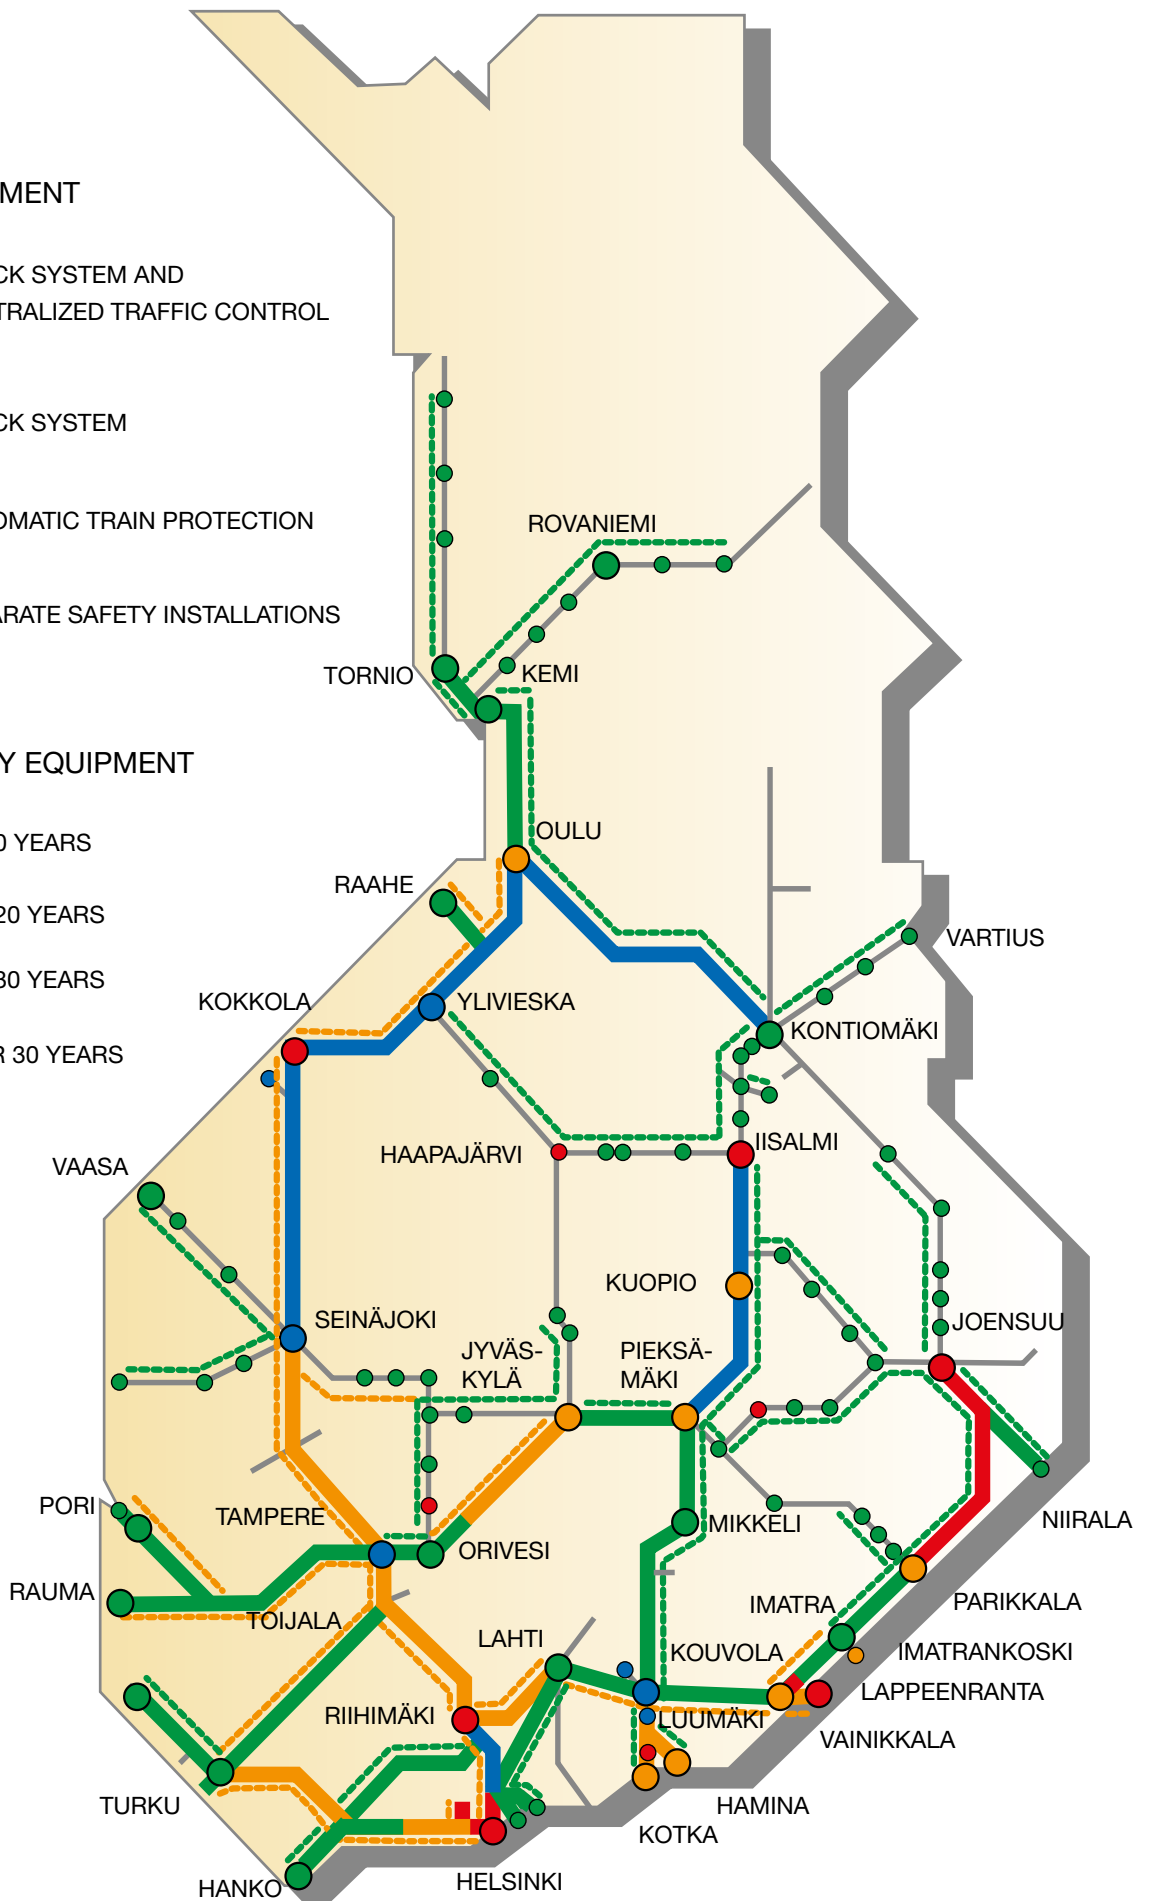 MENT
CK SYSTEM AND
TRALIZED TRAFFIC CONTROL
CK SYSTEM
OMATIC TRAIN PROTECTION
ARATE SAFETY INSTALLATIONS
Y EQUIPMENT
0 YEARS
20 YEARS
30 YEARS
R 30 YEARS
ROVANIEMI
TORNIO
KEMI
OULU
RAAHE
VARTIUS
KOKKOLA
YLIVIESKA
KONTIOMÄKI
HAAPAJÄRVI
IISALMI
VAASA
KUOPIO
SEINÄJOKI
JOENSUU
JYVÄS-
KYLÄ
PIEKSÄ-
MÄKI
PORI
TAMPERE
MIKKELI
NIIRALA
ORIVESI
RAUMA
TOIJALA
IMATRA
PARIKKALA
LAHTI
KOUVOLA
IMATRANKOSKI
LAPPEENRANTA
RIIHIMÄKI
LUUMÄKI
VAINIKKALA
TURKU
HAMINA
KOTKA
HELSINKI
HANKO